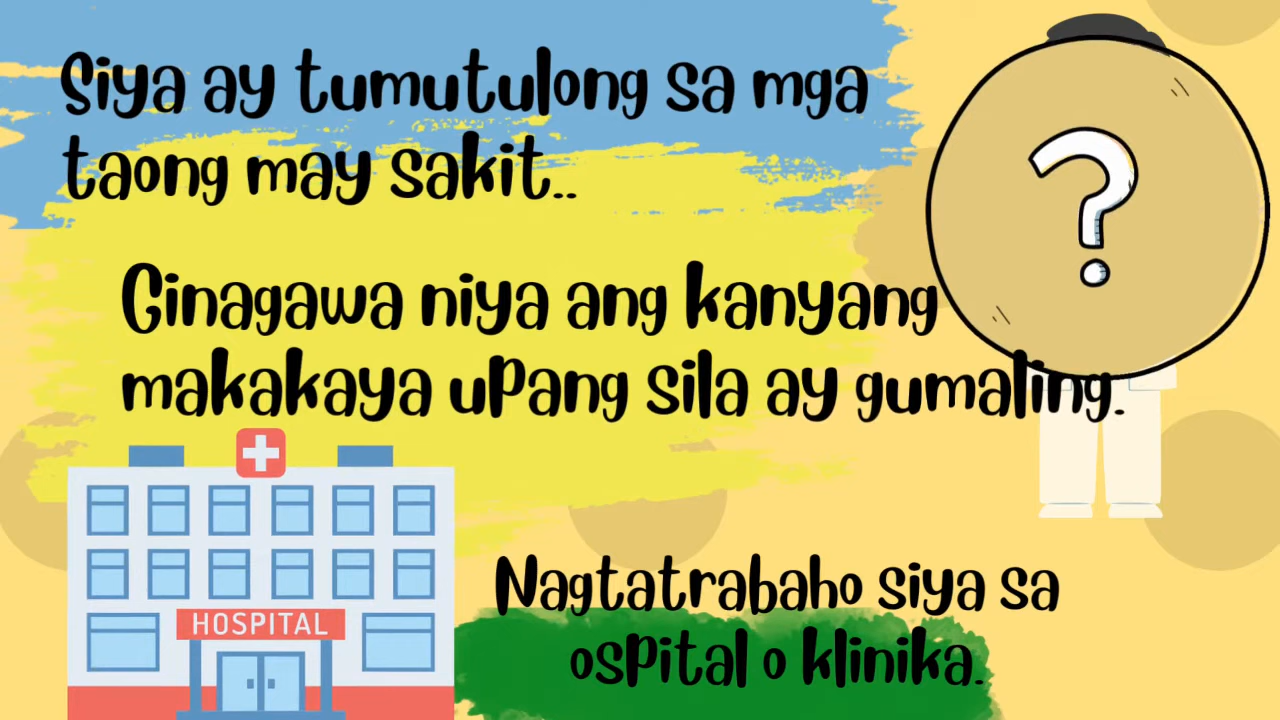 Siya ay tumutulong sa mga
taong may sakit..
Ginagawa niya ang kanyang
makakaya upang sila ay gumaling.
HOSPITAL
Nagtatrabaho siya sa
ospital o klinika.
?